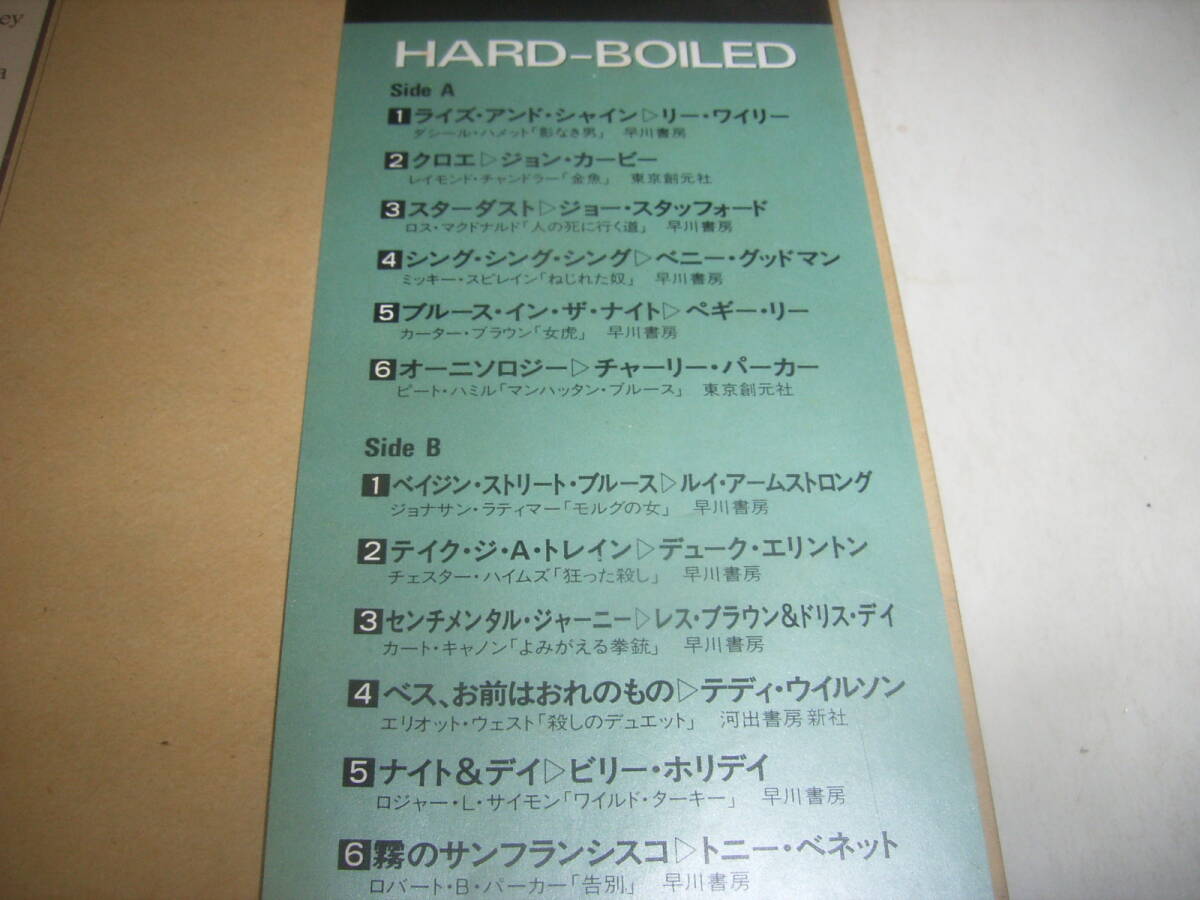 ey
a
HARD-BOILED
Side A
1 ライズ・アンド・シャイン▷リー・ワイリー
ダシール・ハメット「影なき男」 早川書房
2 クロエ▷ジョン・カービー
レイモンド・チャンドラー「金魚」 東京創元社
3 スターダスト▷ジョー・スタッフォード
ロス・マクドナルド「人の死に行く道」 早川書房
4 シング・シング・シング▷ベニー・グッドマン
ミッキー・スピレイン「ねじれた奴」 早川書房
5 ブルース・イン・ザ・ナイト▷ペギー・リー
カーター・ブラウン「女虎」 早川書房
6 オーニソロジー▷チャーリー・パーカー
ピート・ハミル「マンハッタン・ブルース」 東京創元社
Side B
1 ベイジン・ストリート・ブルース▷ルイ・アームストロング
ジョナサン・ラティマー「モルグの女」 早川書房
2 テイク・ジ・A・トレイン▷デューク・エリントン
チェスター・ハイムズ「狂った殺し」 早川書房
3 センチメンタル・ジャーニー▷レス・ブラウン&ドリス・デイ
カート・キャノン「よみがえる拳銃」 早川書房
4 ベス、お前はおれのもの▷テディ・ウイルソン
エリオット・ウェスト「殺しのデュエット」 河出書房新社
5 ナイト&デイ▷ビリー・ホリデイ
ロジャー・L・サイモン「ワイルド・ターキー」 早川書房
6 霧のサンフランシスコ▷トニー・ベネット
ロバート・B・パーカー「告別」 早川書房